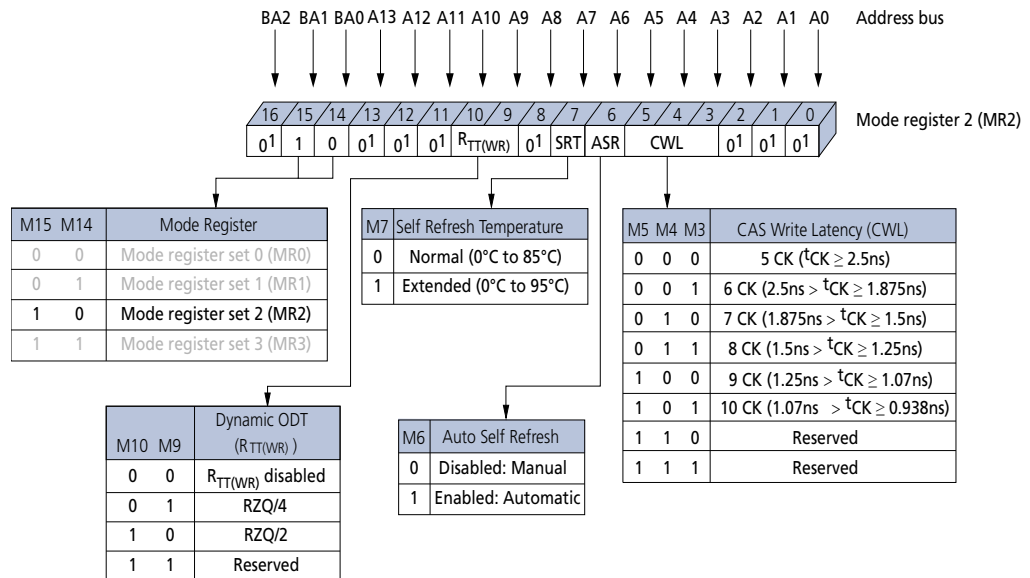 BA2 BA1 BA0 A13 A12 A11 A10 A9 A8 A7 A6 A5 A4 A3 A2 A1 A0 Address bus
16 15 14 13 12 11 10 9 8 7 6 5 4 3 2 1 0 Mode register 2 (MR2)
0¹ 1 0 0¹ 0¹ 0¹ RTT(WR) 0¹ SRT ASR CWL 0¹ 0¹ 0¹
M15 M14 Mode Register
0 0 Mode register set 0 (MR0)
0 1 Mode register set 1 (MR1)
1 0 Mode register set 2 (MR2)
1 1 Mode register set 3 (MR3)
M7 Self Refresh Temperature
0 Normal (0°C to 85°C)
1 Extended (0°C to 95°C)
M5 M4 M3 CAS Write Latency (CWL)
0 0 0 5 CK (tCK ≥ 2.5ns)
0 0 1 6 CK (2.5ns > tCK ≥ 1.875ns)
0 1 0 7 CK (1.875ns > tCK ≥ 1.5ns)
0 1 1 8 CK (1.5ns > tCK ≥ 1.25ns)
1 0 0 9 CK (1.25ns > tCK ≥ 1.07ns)
1 0 1 10 CK (1.07ns > tCK ≥ 0.938ns)
1 1 0 Reserved
1 1 1 Reserved
M10 M9 Dynamic ODT
(RTT(WR) )
0 0 RTT(WR) disabled
0 1 RZQ/4
1 0 RZQ/2
1 1 Reserved
M6 Auto Self Refresh
0 Disabled: Manual
1 Enabled: Automatic